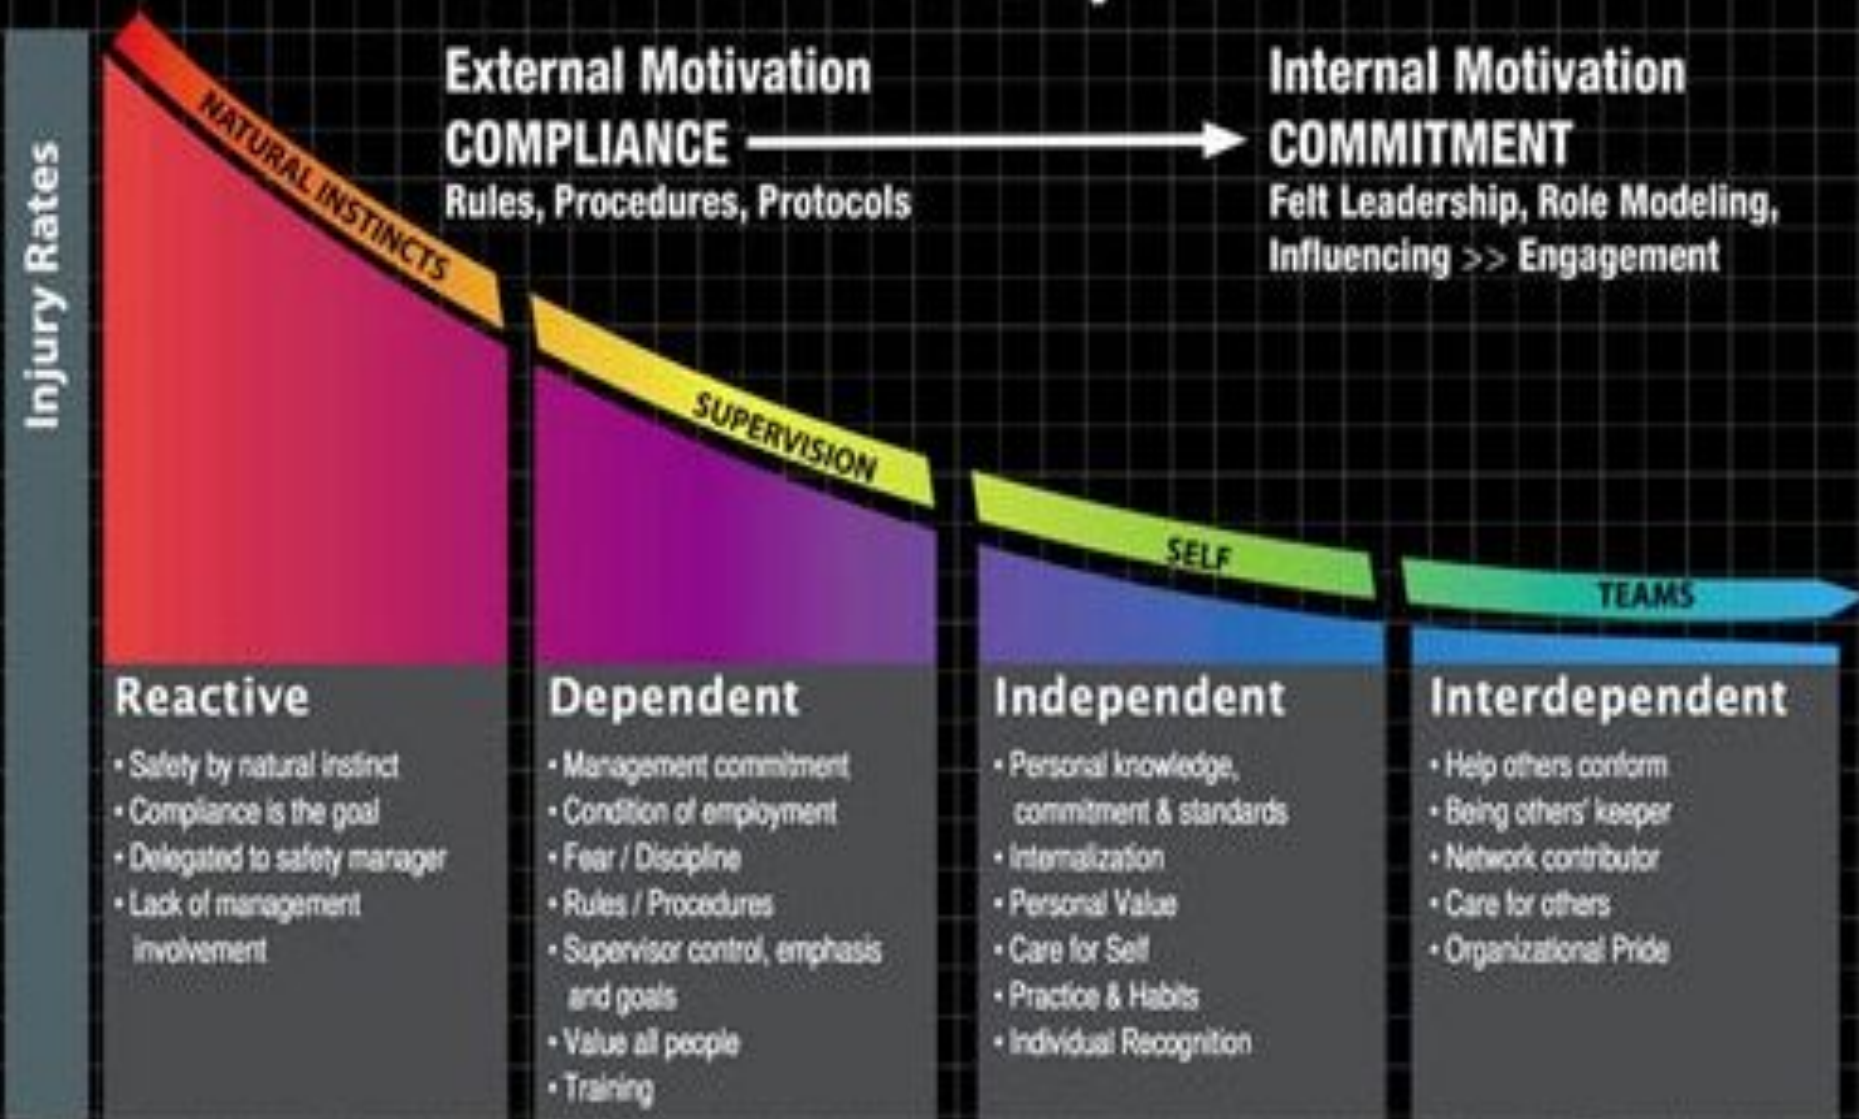 External Motivation
COMPLIANCE
Rules, Procedures, Protocols
Internal Motivation
COMMITMENT
Felt Leadership, Role Modeling,
Influencing >> Engagement
Injury Rates
NATURAL INSTINCTS
SUPERVISION
SELF
TEAMS
Reactive
• Safety by natural instinct
• Compliance is the goal
• Delegated to safety manager
• Lack of management
involvement
Dependent
• Management commitment
• Condition of employment
• Fear / Discipline
• Rules / Procedures
• Supervisor control, emphasis
and goals
• Value all people
• Training
Independent
• Personal knowledge,
commitment & standards
• Internalization
• Personal Value
• Care for Self
• Practice & Habits
• Individual Recognition
Interdependent
• Help others conform
• Being others' keeper
• Network contributor
• Care for others
• Organizational Pride